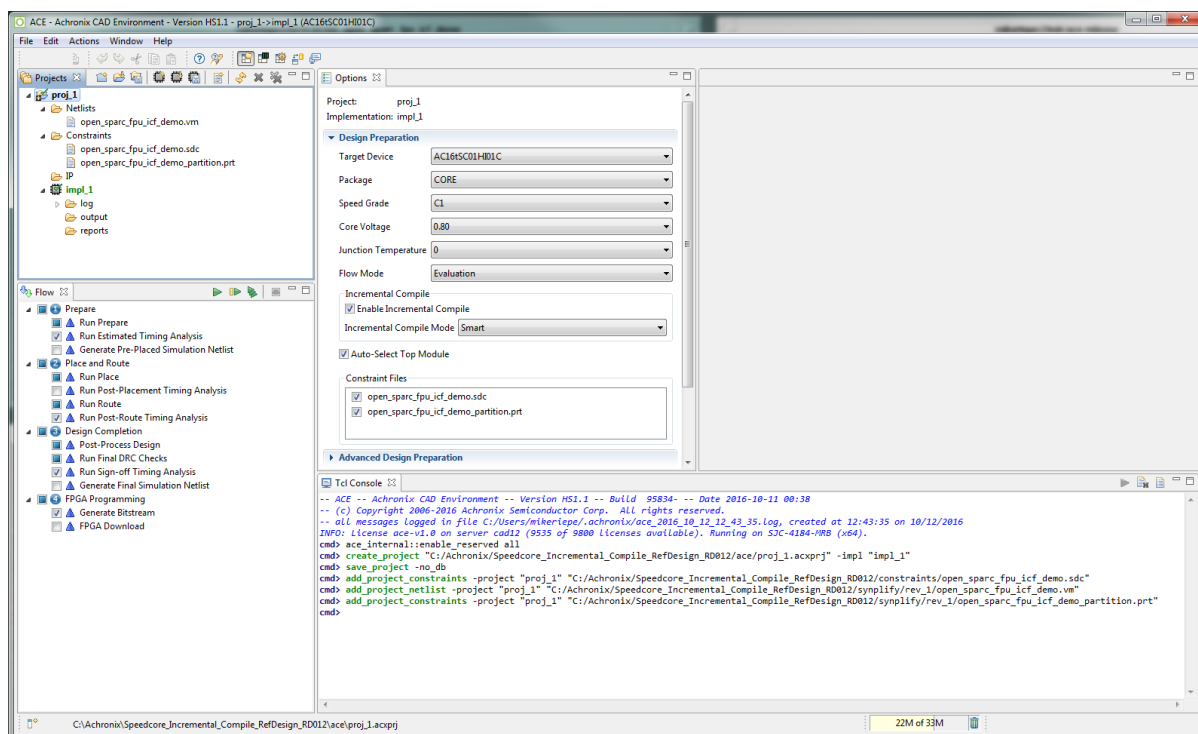 ACE - Achronix CAD Environment - Version HS1.1 - proj_1->impl_1 (AC16tSC01HI01C)
File Edit Actions Window Help
Projects
proj_1
Netlists
open_sparc_fpu_icf_demo.vm
Constraints
open_sparc_fpu_icf_demo.sdc
open_sparc_fpu_icf_demo_partition.prt
IP
impl_1
log
output
reports
Flow
1 Prepare
Run Prepare
Run Estimated Timing Analysis
Generate Pre-Placed Simulation Netlist
2 Place and Route
Run Place
Run Post-Placement Timing Analysis
Run Route
Run Post-Route Timing Analysis
3 Design Completion
Post-Process Design
Run Final DRC Checks
Run Sign-off Timing Analysis
Generate Final Simulation Netlist
4 FPGA Programming
Generate Bitstream
FPGA Download
Options
Project: proj_1
Implementation: impl_1
Design Preparation
Target Device AC16tSC01HI01C
Package CORE
Speed Grade C1
Core Voltage 0.80
Junction Temperature 0
Flow Mode Evaluation
Incremental Compile
Enable Incremental Compile
Incremental Compile Mode Smart
Auto-Select Top Module
Constraint Files
open_sparc_fpu_icf_demo.sdc
open_sparc_fpu_icf_demo_partition.prt
Advanced Design Preparation
Tcl Console
-- ACE -- Achronix CAD Environment -- Version HS1.1 -- Build 95834- -- Date 2016-10-11 00:38
-- (c) Copyright 2006-2016 Achronix Semiconductor Corp. All rights reserved.
-- all messages logged in file C:/Users/mikeriepe/.achronix/ace_2016_10_12_12_43_35.log, created at 12:43:35 on 10/12/2016
INFO: License ace-v1.0 on server cad12 (9535 of 9800 licenses available). Running on SJC-4184-MRB (x64).
cmd> ace_internal::enable_reserved all
cmd> create_project "C:/Achronix/Speedcore_Incremental_Compile_RefDesign_RD012/ace/proj_1.acxprj" -impl "impl_1"
cmd> save_project -no_db
cmd> add_project_constraints -project "proj_1" "C:/Achronix/Speedcore_Incremental_Compile_RefDesign_RD012/constraints/open_sparc_fpu_icf_demo.sdc"
cmd> add_project_netlist -project "proj_1" "C:/Achronix/Speedcore_Incremental_Compile_RefDesign_RD012/synplify/rev_1/open_sparc_fpu_icf_demo.vm"
cmd> add_project_constraints -project "proj_1" "C:/Achronix/Speedcore_Incremental_Compile_RefDesign_RD012/synplify/rev_1/open_sparc_fpu_icf_demo_partition.prt"
cmd>
C:\Achronix\Speedcore_Incremental_Compile_RefDesign_RD012\ace\proj_1.acxprj
22M of 33M